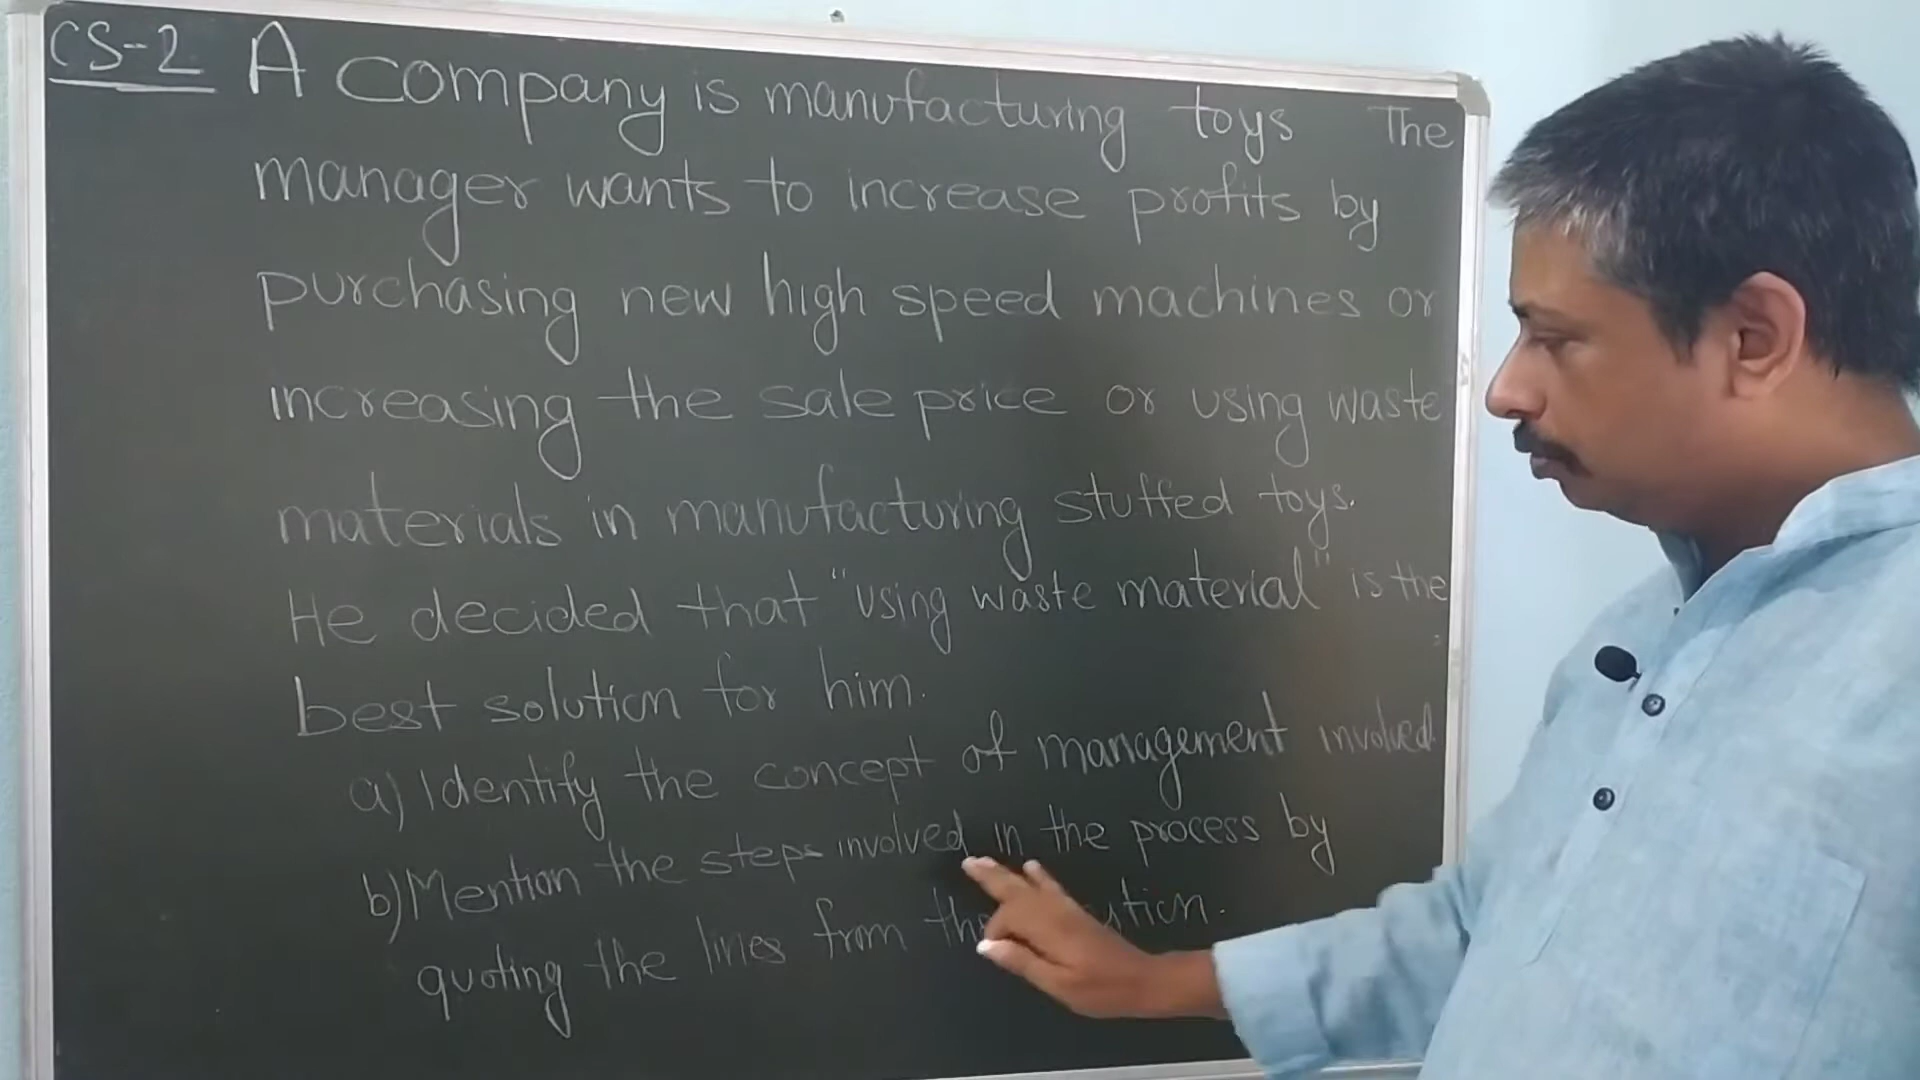 CS-2 A company is manufacturing toys The
manager wants to increase profits by
purchasing new high speed machines or
increasing the sale price or using waste
materials in manufacturing stuffed toys.
He decided that "using waste material" is the
best solution for him.
a) Identify the concept of management involved.
b) Mention the steps involved in the process by
quoting the lines from